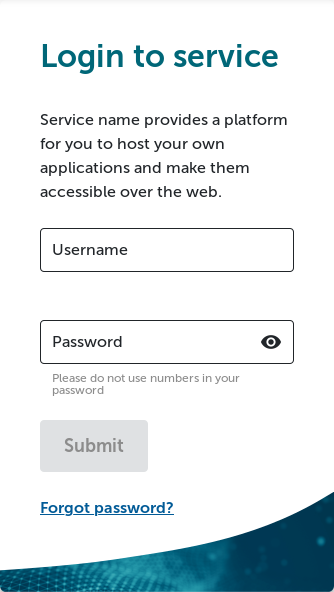 Login to service
Service name provides a platform
for you to host your own
applications and make them
accessible over the web.
Username
Password
Please do not use numbers in your
password
Submit
Forgot password?